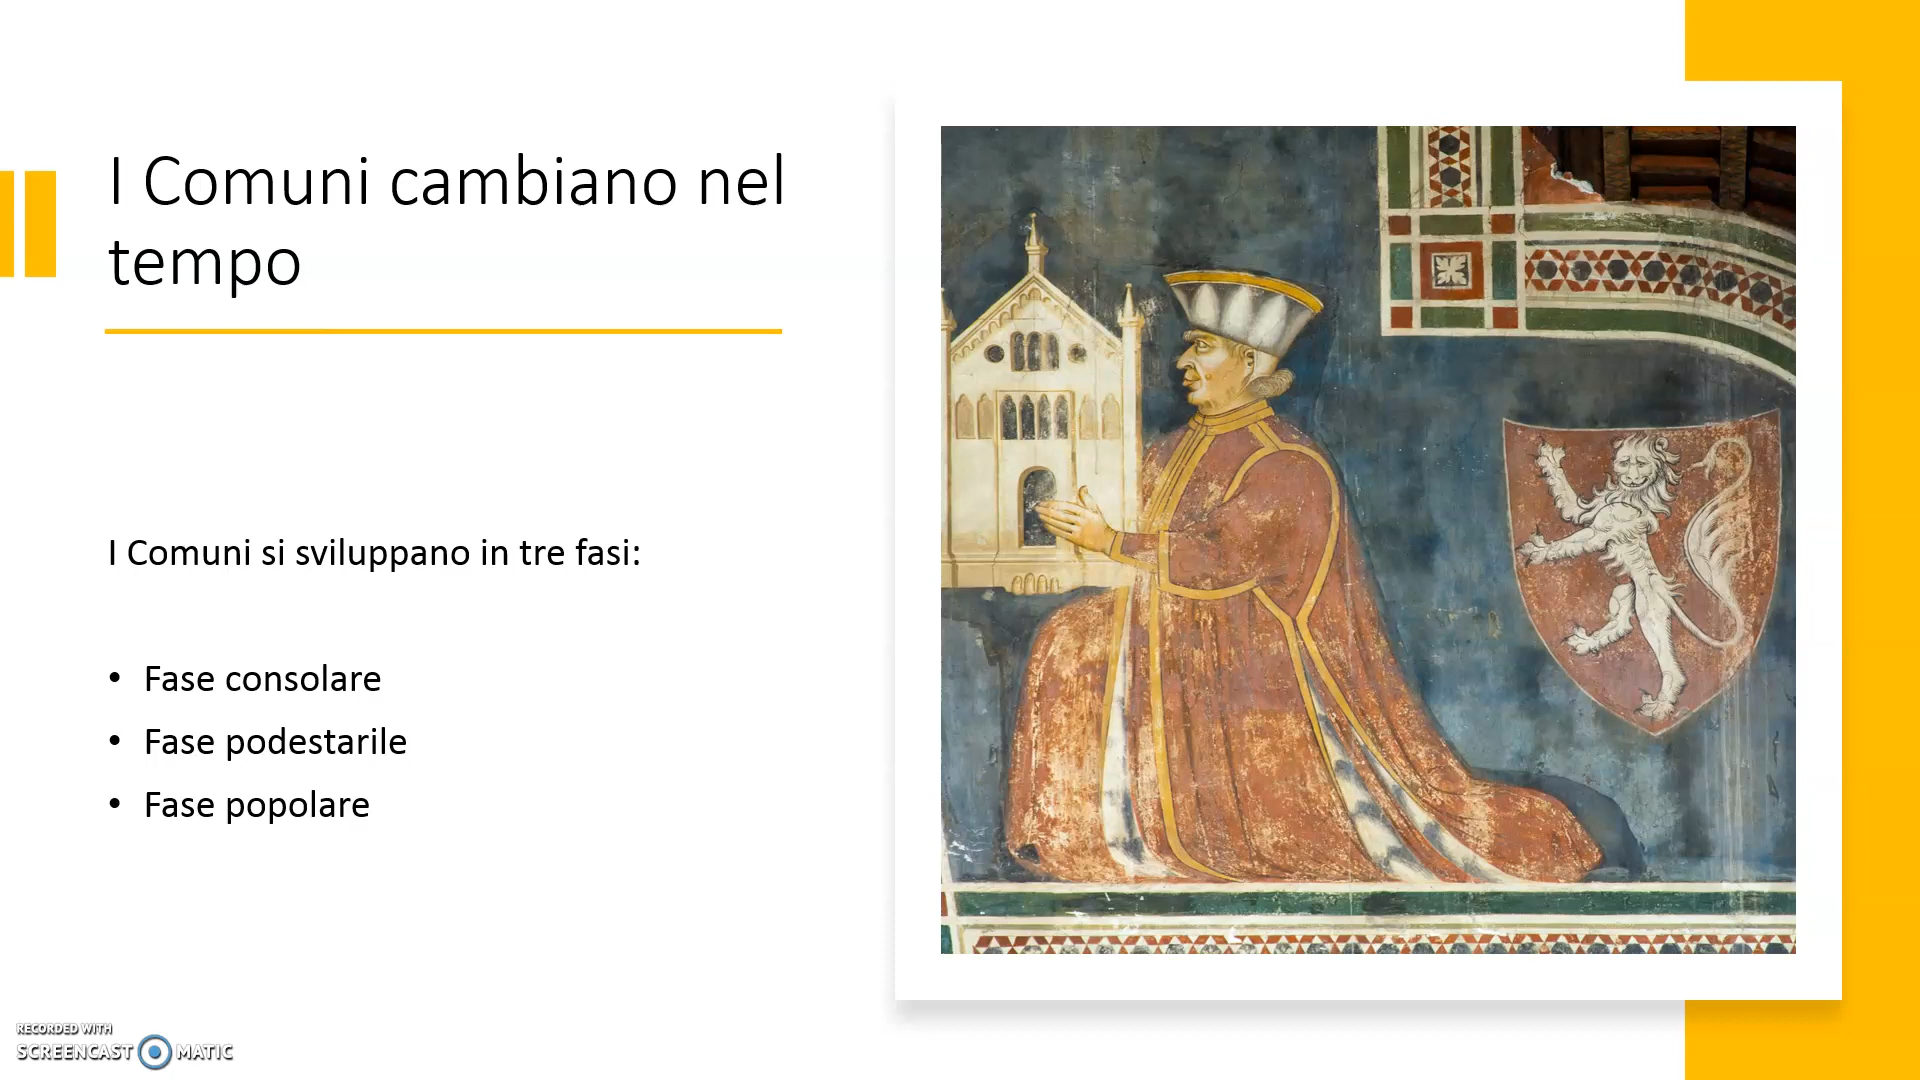 I Comuni cambiano nel
tempo
I Comuni si sviluppano in tre fasi:
• Fase consolare
• Fase podestarile
• Fase popolare
RECORDED WITH
SCREENCAST MATIC